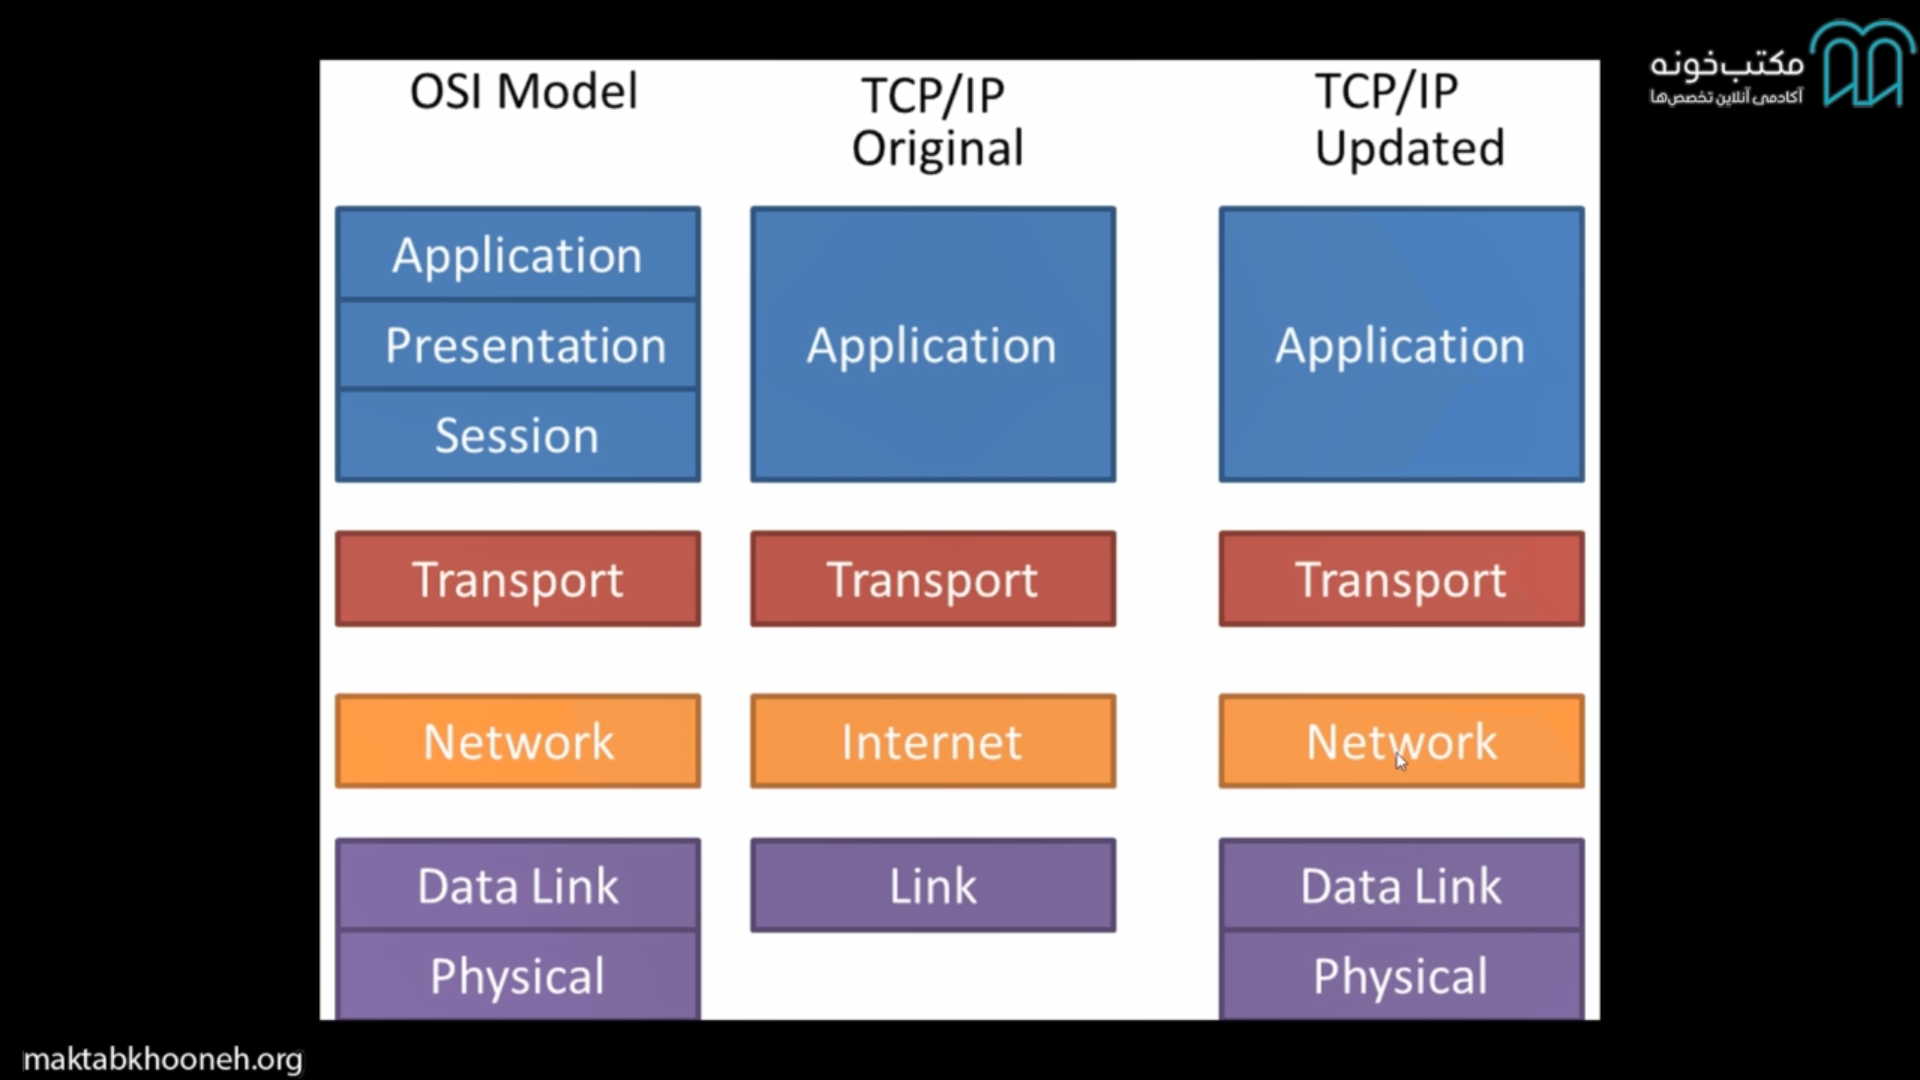 OSI Model
TCP/IP
Original
TCP/IP
Updated
مکتب‌خونه
آکادمی آنلاین تخصص‌ها
Application
Presentation
Session
Application
Application
Transport
Transport
Transport
Network
Internet
Network
Data Link
Link
Data Link
Physical
Physical
maktabkhooneh.org